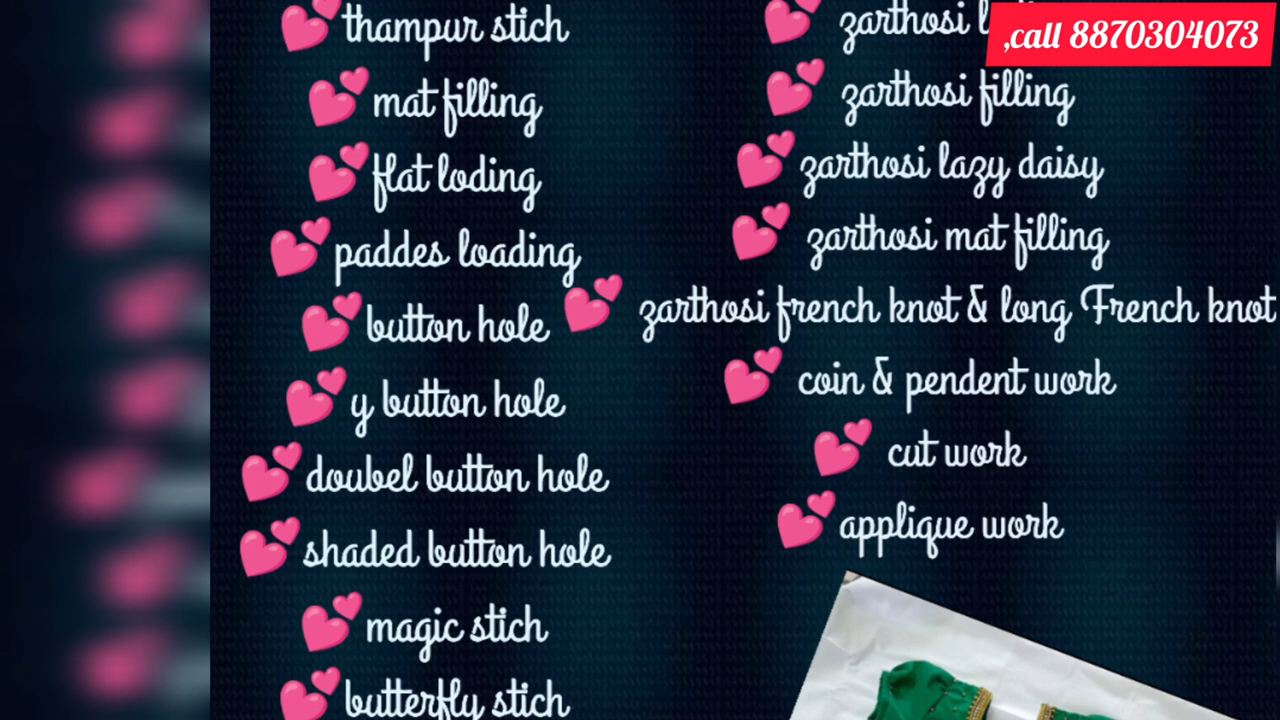 thampur stich
mat filling
flat loding
paddes loading
button hole
y button hole
doubel button hole
shaded button hole
magic stich
butterfly stich
,call 8870304073
zarthosi
zarthosi filling
zarthosi lazy daisy
zarthosi mat filling
zarthosi french knot & long French knot
coin & pendent work
cut work
applique work